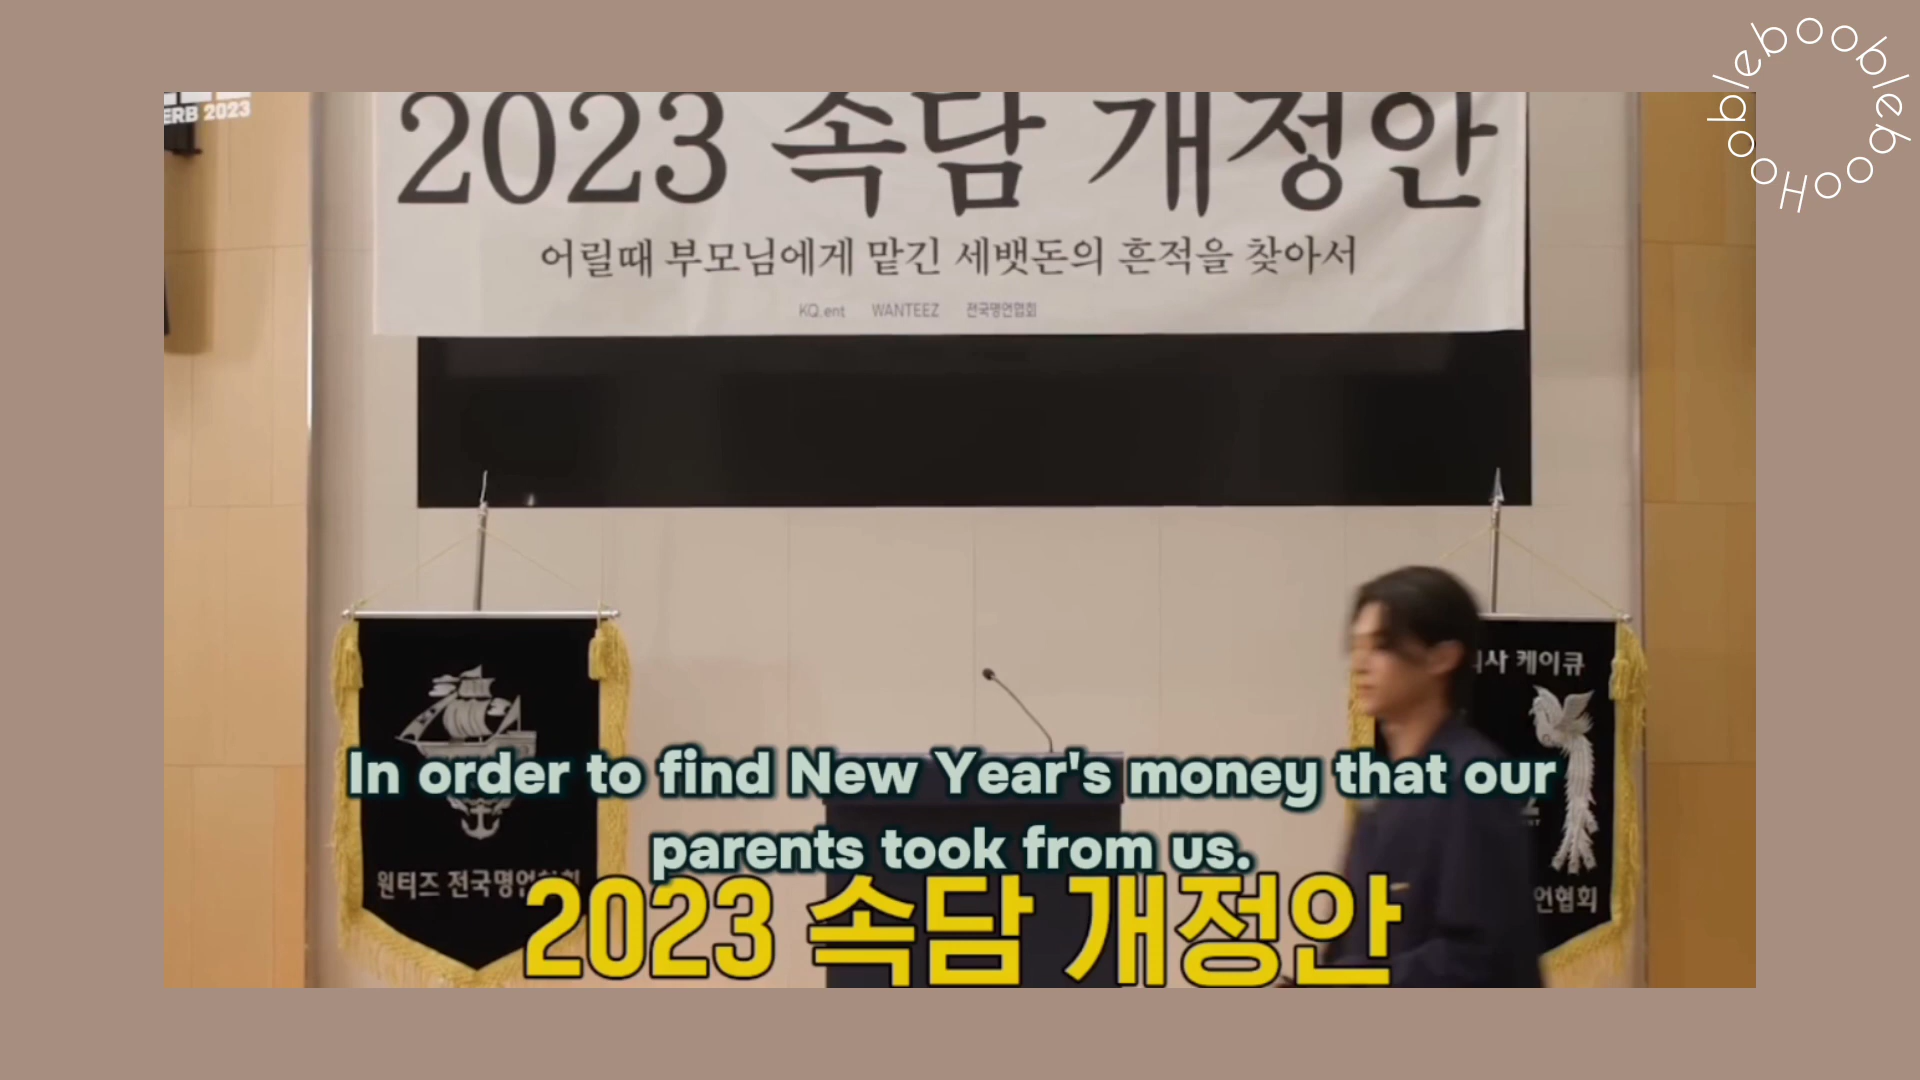 Hooblebooblebooble
ERB 2023
2023 속담 개정안
어릴때 부모님에게 맡긴 세뱃돈의 흔적을 찾아서
KQ.ent WANTEEZ 전국명언협회
케이큐
In order to find New Year's money that our
parents took from us.
원티즈 전국명언협회
언협회
2023 속담 개정안